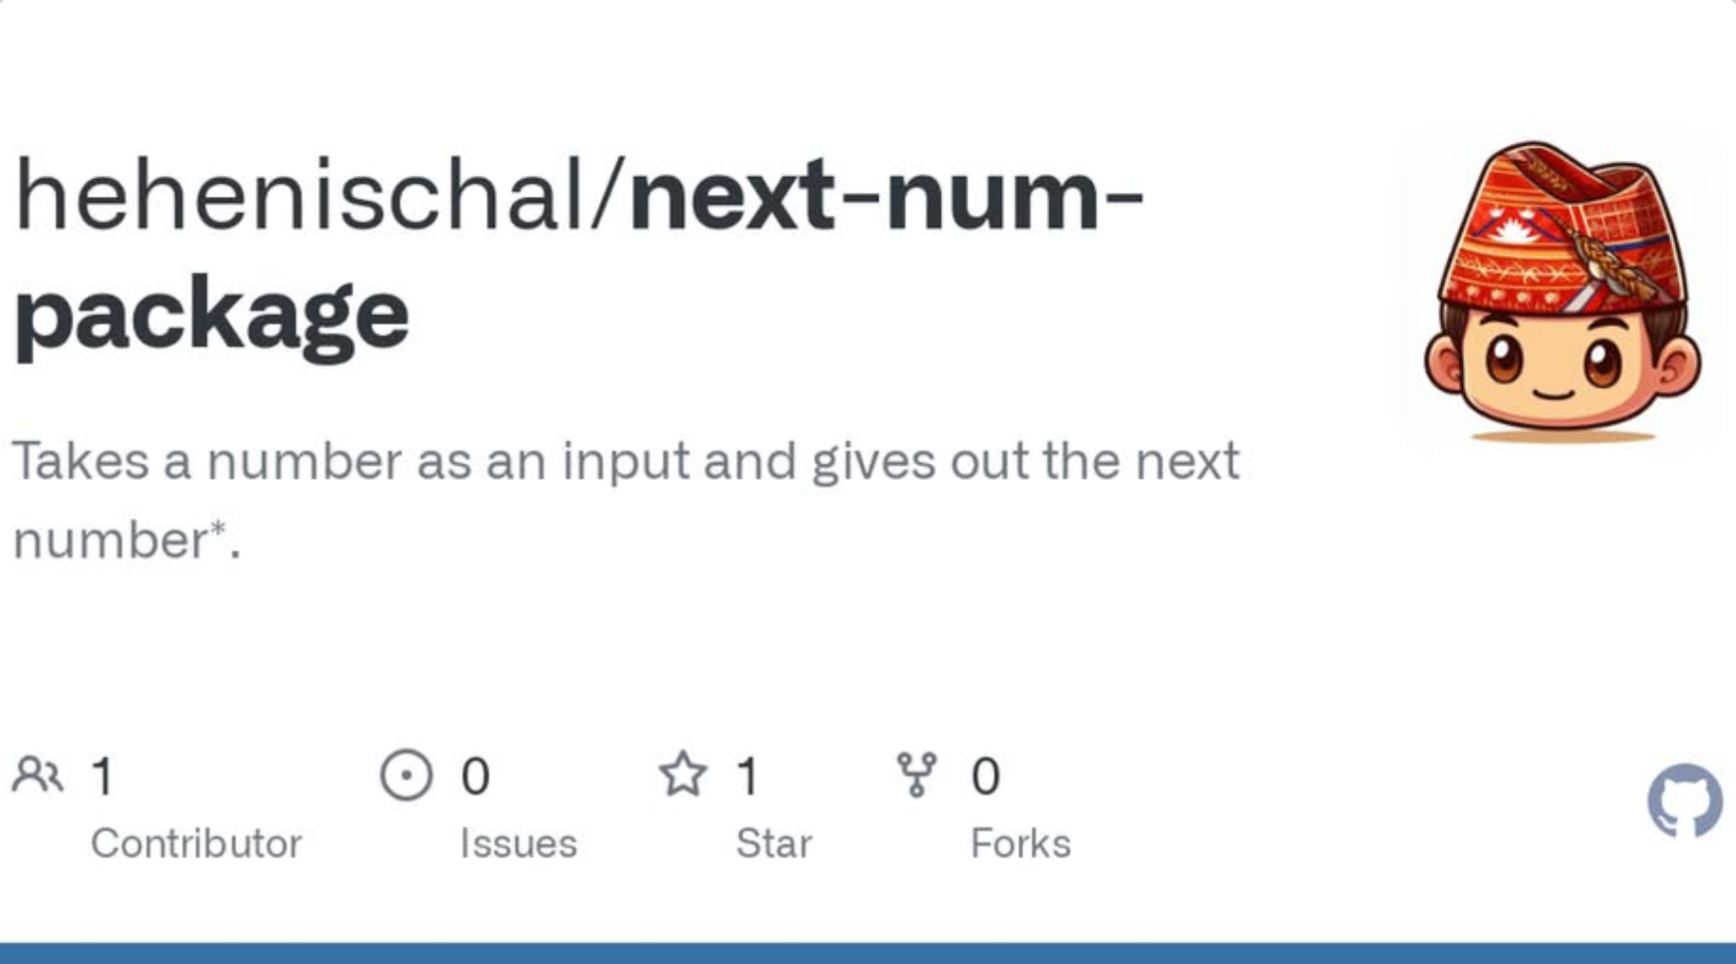 hehenischal/next-num-
package
Takes a number as an input and gives out the next
number*.
1
Contributor
0
Issues
1
Star
0
Forks